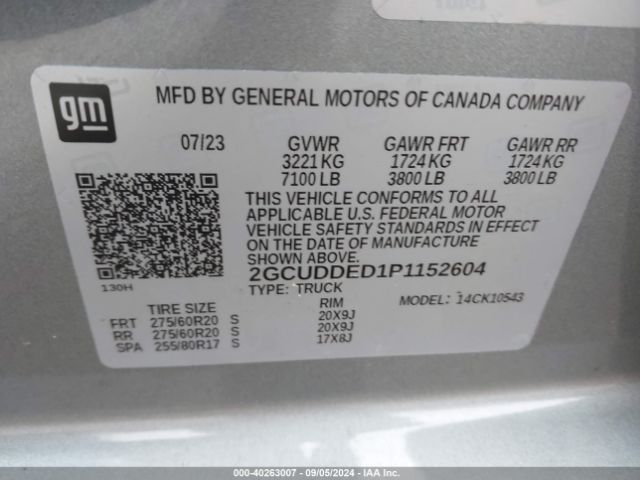 gm
MFD BY GENERAL MOTORS OF CANADA COMPANY
07/23 GVWR GAWR FRT GAWR RR
3221 KG 1724 KG 1724 KG
7100 LB 3800 LB 3800 LB
THIS VEHICLE CONFORMS TO ALL
APPLICABLE U.S. FEDERAL MOTOR
VEHICLE SAFETY STANDARDS IN EFFECT
ON THE DATE OF MANUFACTURE
SHOWN ABOVE.
2GCUDDED1P1152604
130H TYPE: TRUCK MODEL: 14CK10543
TIRE SIZE RIM
FRT 275/60R20 S 20X9J
RR 275/60R20 S 20X9J
SPA 255/80R17 S 17X8J
000-40263007 - 09/05/2024 - IAA Inc.